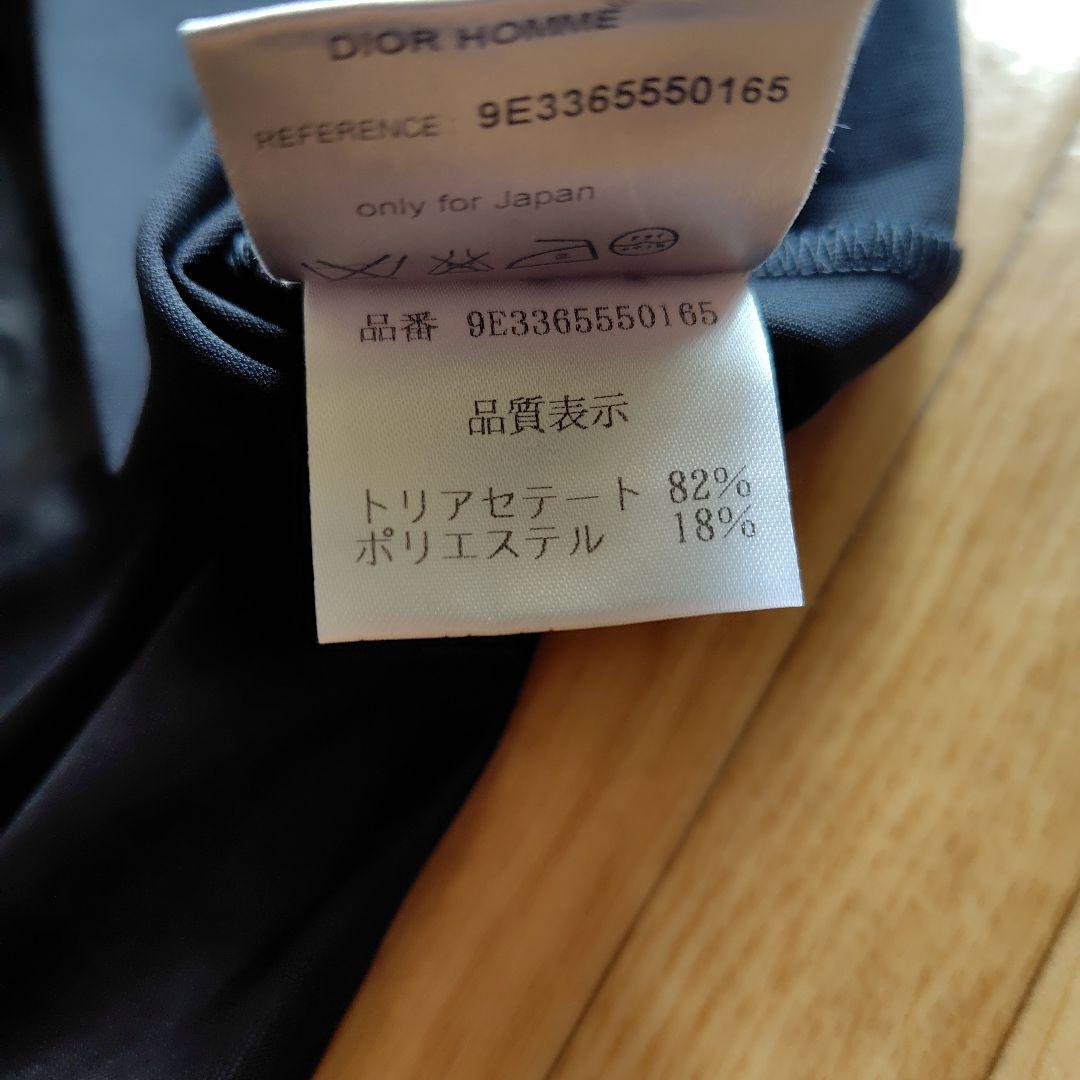 DIOR HOMME
REFERENCE : 9E3365550165
only for Japan
品番 9E3365550165
品質表示
トリアセテート 82%
ポリエステル 18%